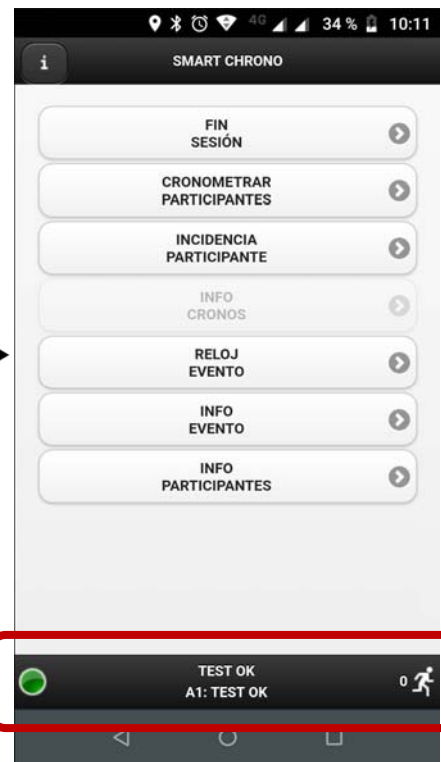 4G 34 % 10:11
i SMART CHRONO
FIN
SESIÓN
CRONOMETRAR
PARTICIPANTES
INCIDENCIA
PARTICIPANTE
INFO
CRONOS
RELOJ
EVENTO
INFO
EVENTO
INFO
PARTICIPANTES
TEST OK
A1: TEST OK
0